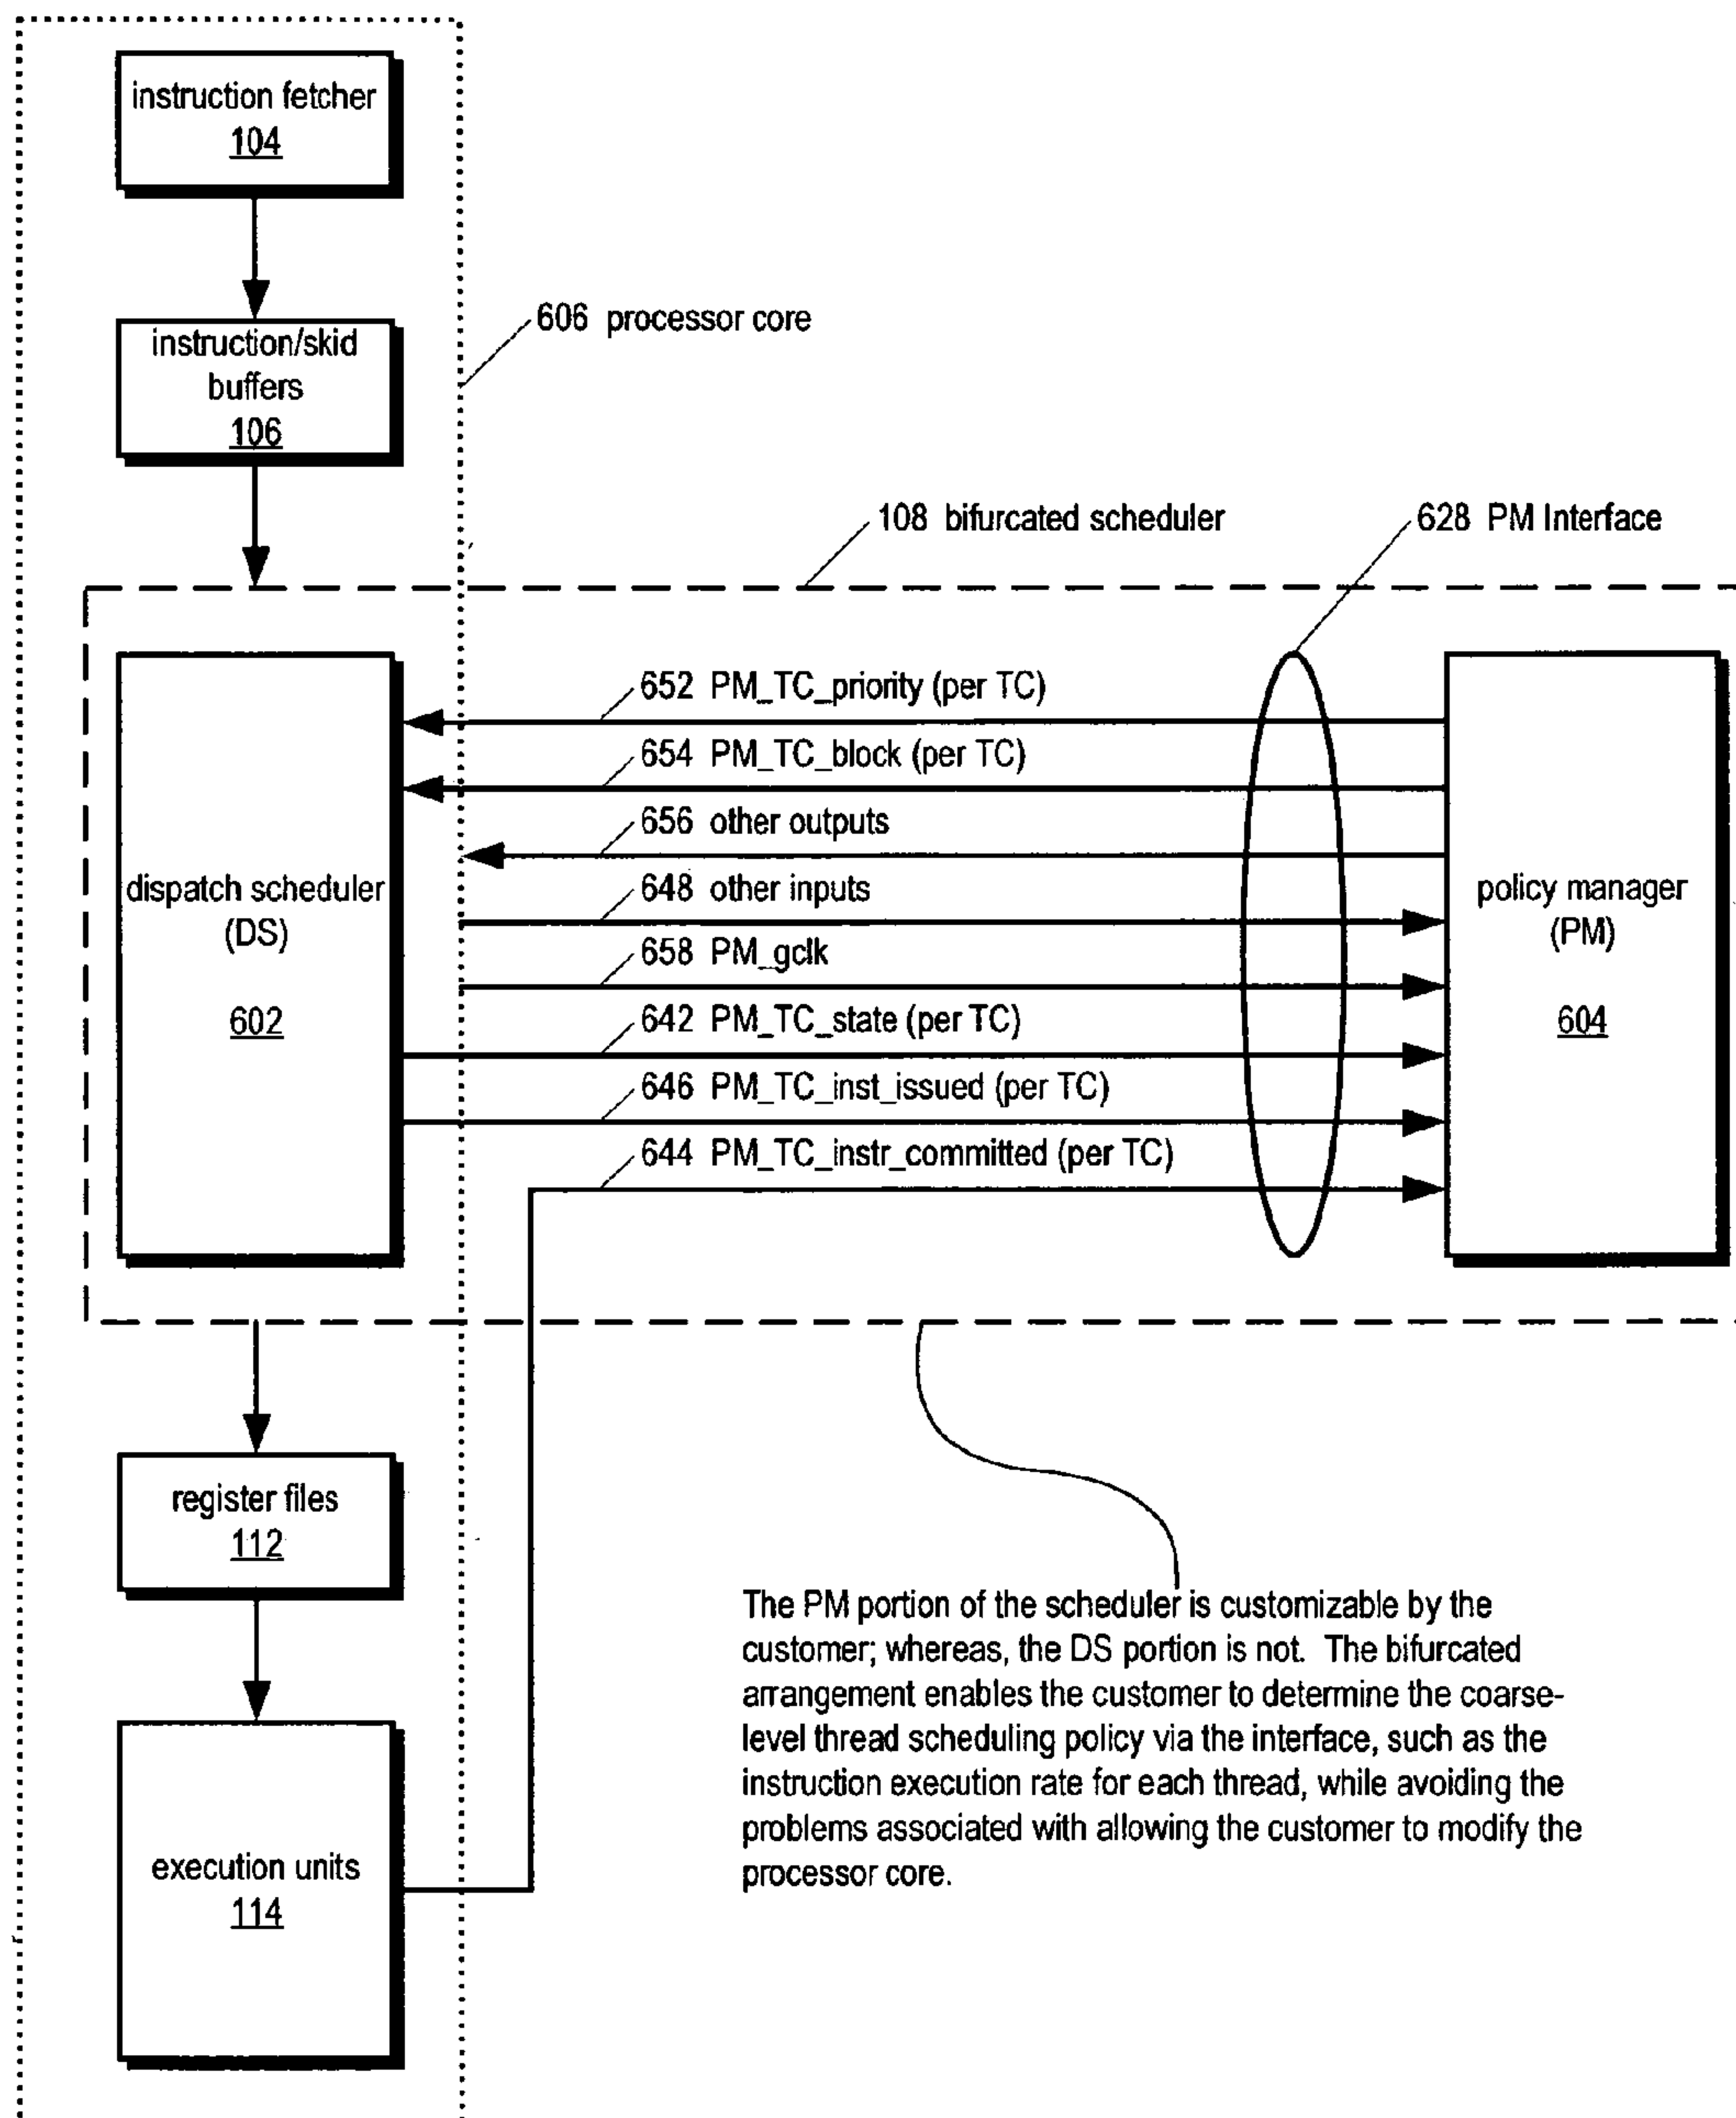 instruction fetcher
104
instruction/skid
buffers
106
606 processor core
108 bifurcated scheduler
628 PM Interface
dispatch scheduler
(DS)
602
652 PM_TC_priority (per TC)
654 PM_TC_block (per TC)
656 other outputs
648 other inputs
658 PM_gclk
642 PM_TC_state (per TC)
646 PM_TC_inst_issued (per TC)
644 PM_TC_instr_committed (per TC)
policy manager
(PM)
604
register files
112
execution units
114
The PM portion of the scheduler is customizable by the
customer; whereas, the DS portion is not. The bifurcated
arrangement enables the customer to determine the coarse-
level thread scheduling policy via the interface, such as the
instruction execution rate for each thread, while avoiding the
problems associated with allowing the customer to modify the
processor core.